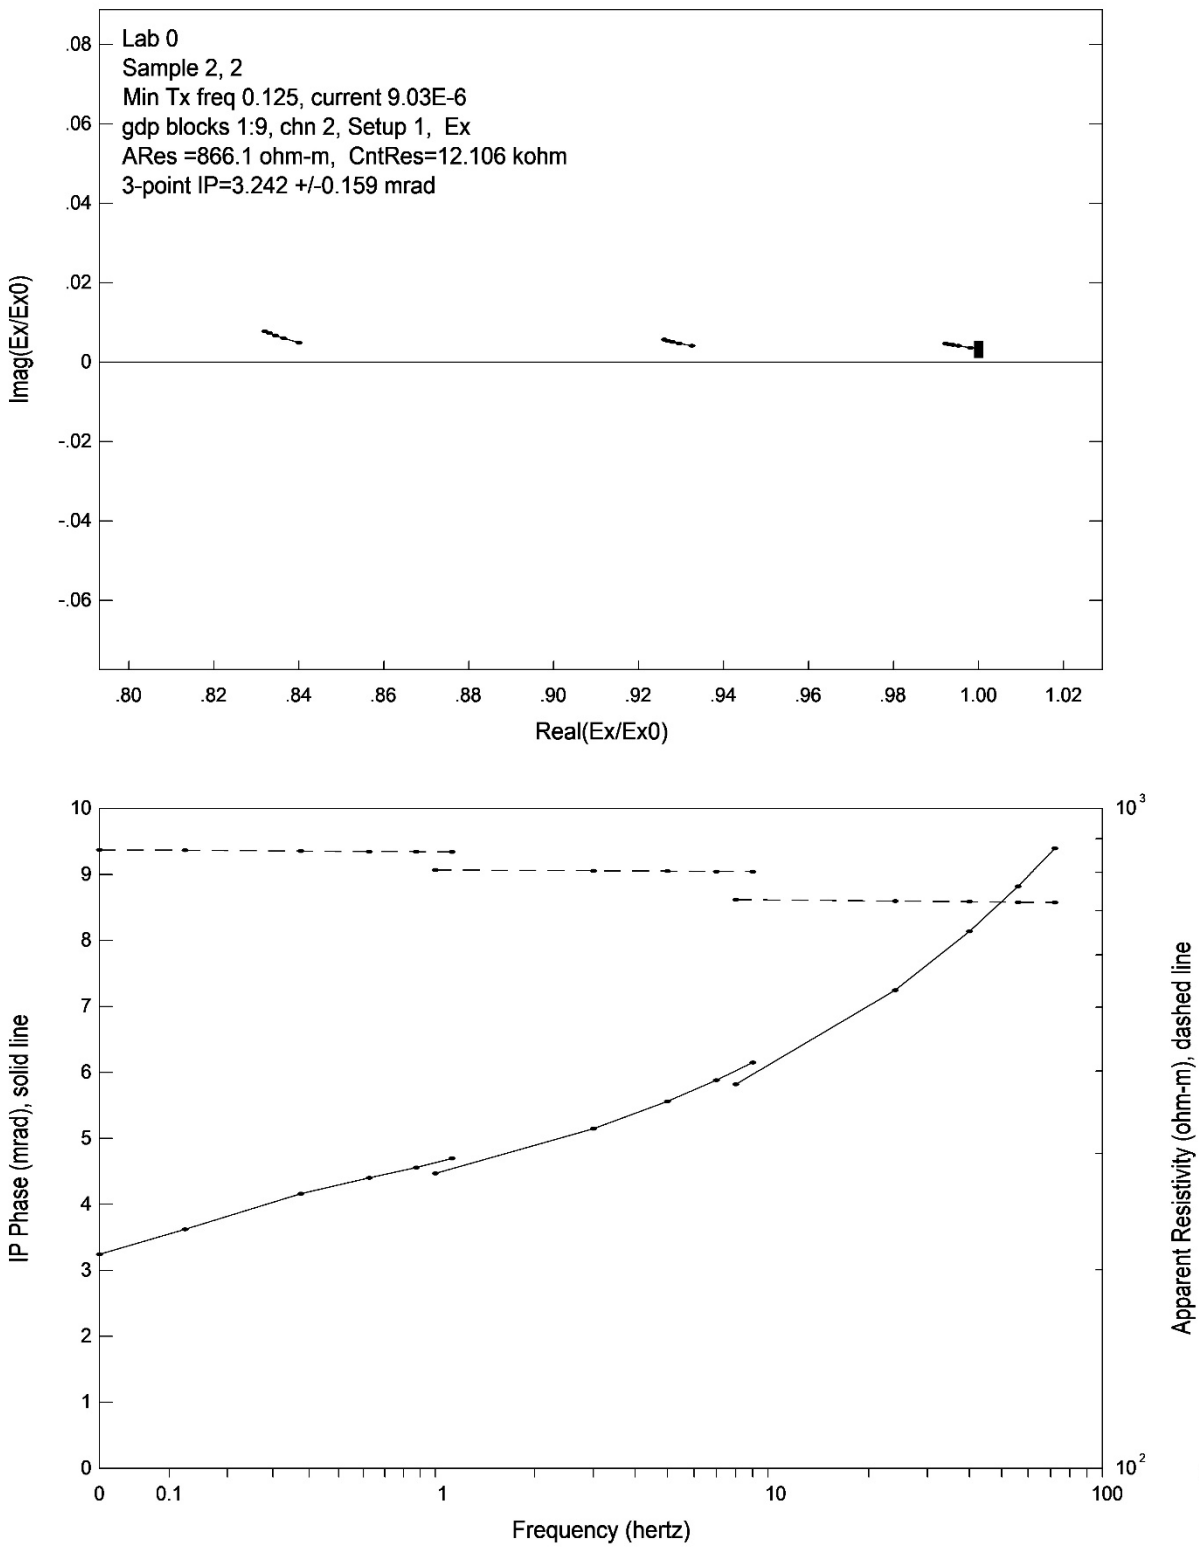 Lab 0
Sample 2, 2
Min Tx freq 0.125, current 9.03E-6
gdp blocks 1:9, chn 2, Setup 1, Ex
ARes =866.1 ohm-m, CntRes=12.106 kohm
3-point IP=3.242 +/-0.159 mrad
.08
.06
.04
.02
0
-.02
-.04
-.06
Imag(Ex/Ex0)
.80 .82 .84 .86 .88 .90 .92 .94 .96 .98 1.00 1.02
Real(Ex/Ex0)
10
9
8
7
6
5
4
3
2
1
0
IP Phase (mrad), solid line
10³
10²
Apparent Resistivity (ohm-m), dashed line
0 0.1 1 10 100
Frequency (hertz)